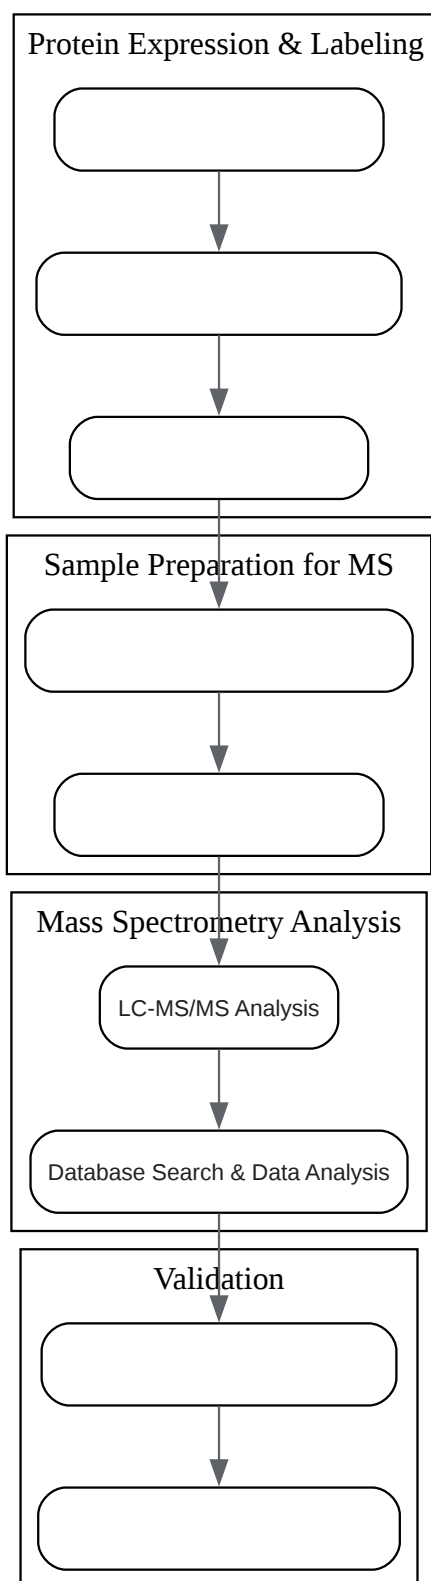 Protein Expression & Labeling
Sample Preparation for MS
Mass Spectrometry Analysis
LC-MS/MS Analysis
Database Search & Data Analysis
Validation